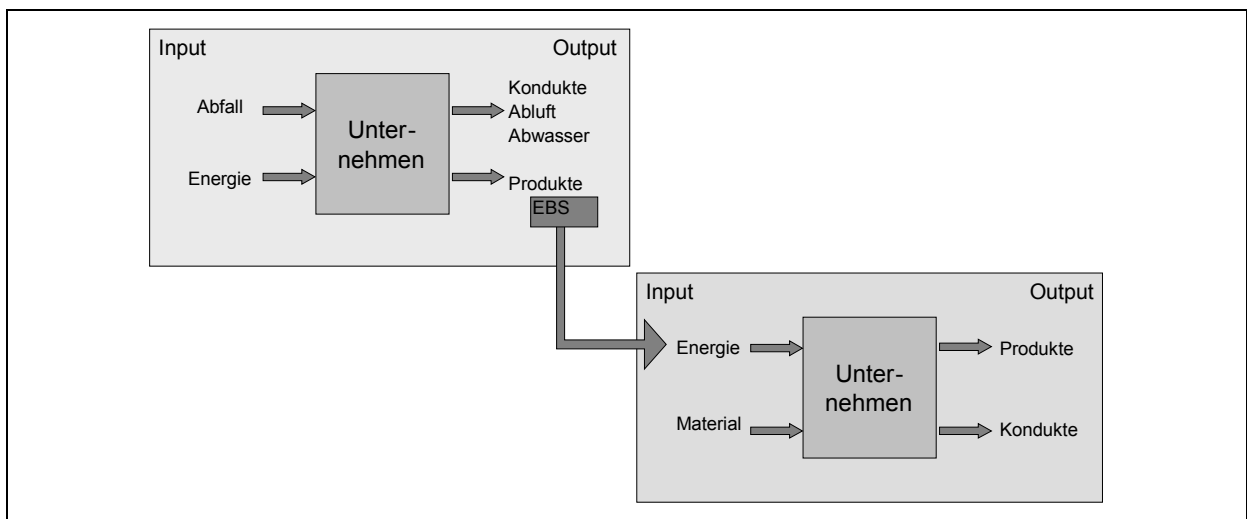 Input
Output
Abfall
Energie
Unter-
nehmen
Kondukte
Abluft
Abwasser
Produkte
EBS
Input
Output
Energie
Material
Unter-
nehmen
Produkte
Kondukte